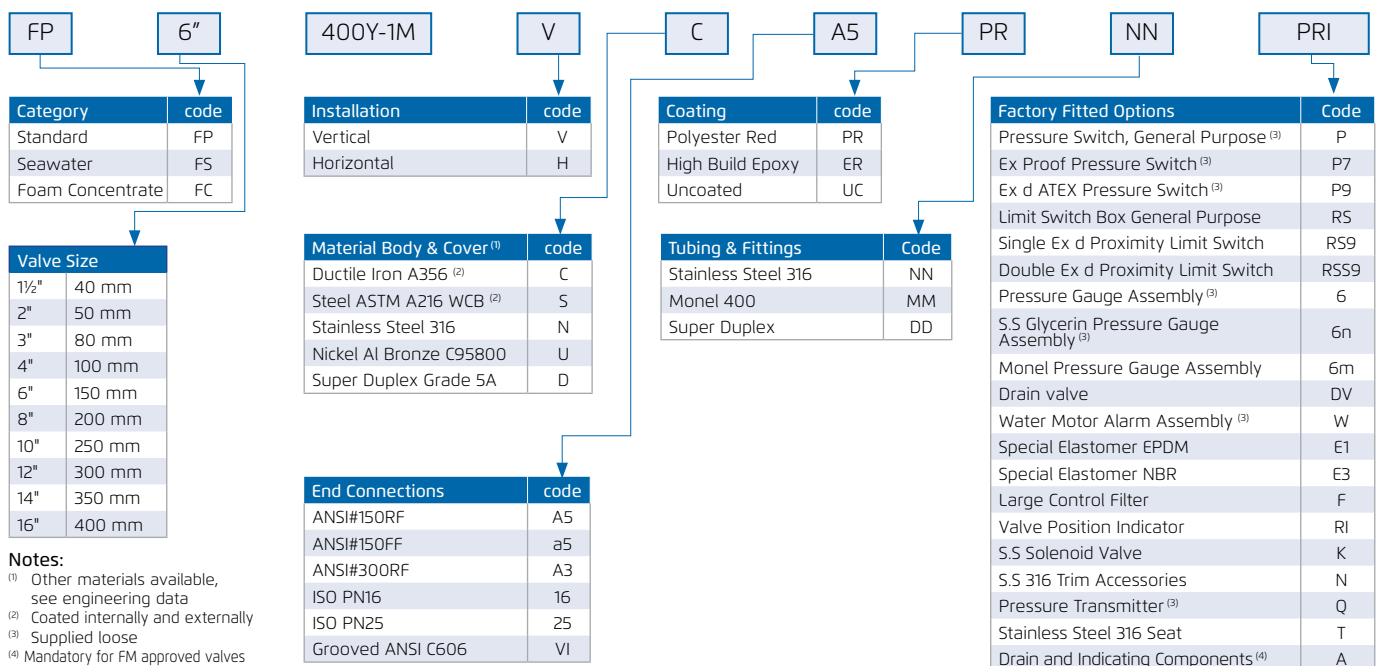 FP 6″ 400Y-1M V C A5 PR NN PRI
Category code
Standard FP
Seawater FS
Foam Concentrate FC
Valve Size
1½" 40 mm
2" 50 mm
3" 80 mm
4" 100 mm
6" 150 mm
8" 200 mm
10" 250 mm
12" 300 mm
14" 350 mm
16" 400 mm
Notes:
(1) Other materials available,
see engineering data
(2) Coated internally and externally
(3) Supplied loose
(4) Mandatory for FM approved valves
Installation code
Vertical V
Horizontal H
Material Body & Cover (1) code
Ductile Iron A356 (2) C
Steel ASTM A216 WCB (2) S
Stainless Steel 316 N
Nickel Al Bronze C95800 U
Super Duplex Grade 5A D
End Connections code
ANSI#150RF A5
ANSI#150FF a5
ANSI#300RF A3
ISO PN16 16
ISO PN25 25
Grooved ANSI C606 VI
Coating code
Polyester Red PR
High Build Epoxy ER
Uncoated UC
Tubing & Fittings Code
Stainless Steel 316 NN
Monel 400 MM
Super Duplex DD
Factory Fitted Options Code
Pressure Switch, General Purpose (3) P
Ex Proof Pressure Switch (3) P7
Ex d ATEX Pressure Switch (3) P9
Limit Switch Box General Purpose RS
Single Ex d Proximity Limit Switch RS9
Double Ex d Proximity Limit Switch RSS9
Pressure Gauge Assembly (3) 6
S.S Glycerin Pressure Gauge
Assembly (3) 6n
Monel Pressure Gauge Assembly 6m
Drain valve DV
Water Motor Alarm Assembly (3) W
Special Elastomer EPDM E1
Special Elastomer NBR E3
Large Control Filter F
Valve Position Indicator RI
S.S Solenoid Valve K
S.S 316 Trim Accessories N
Pressure Transmitter (3) Q
Stainless Steel 316 Seat T
Drain and Indicating Components (4) A